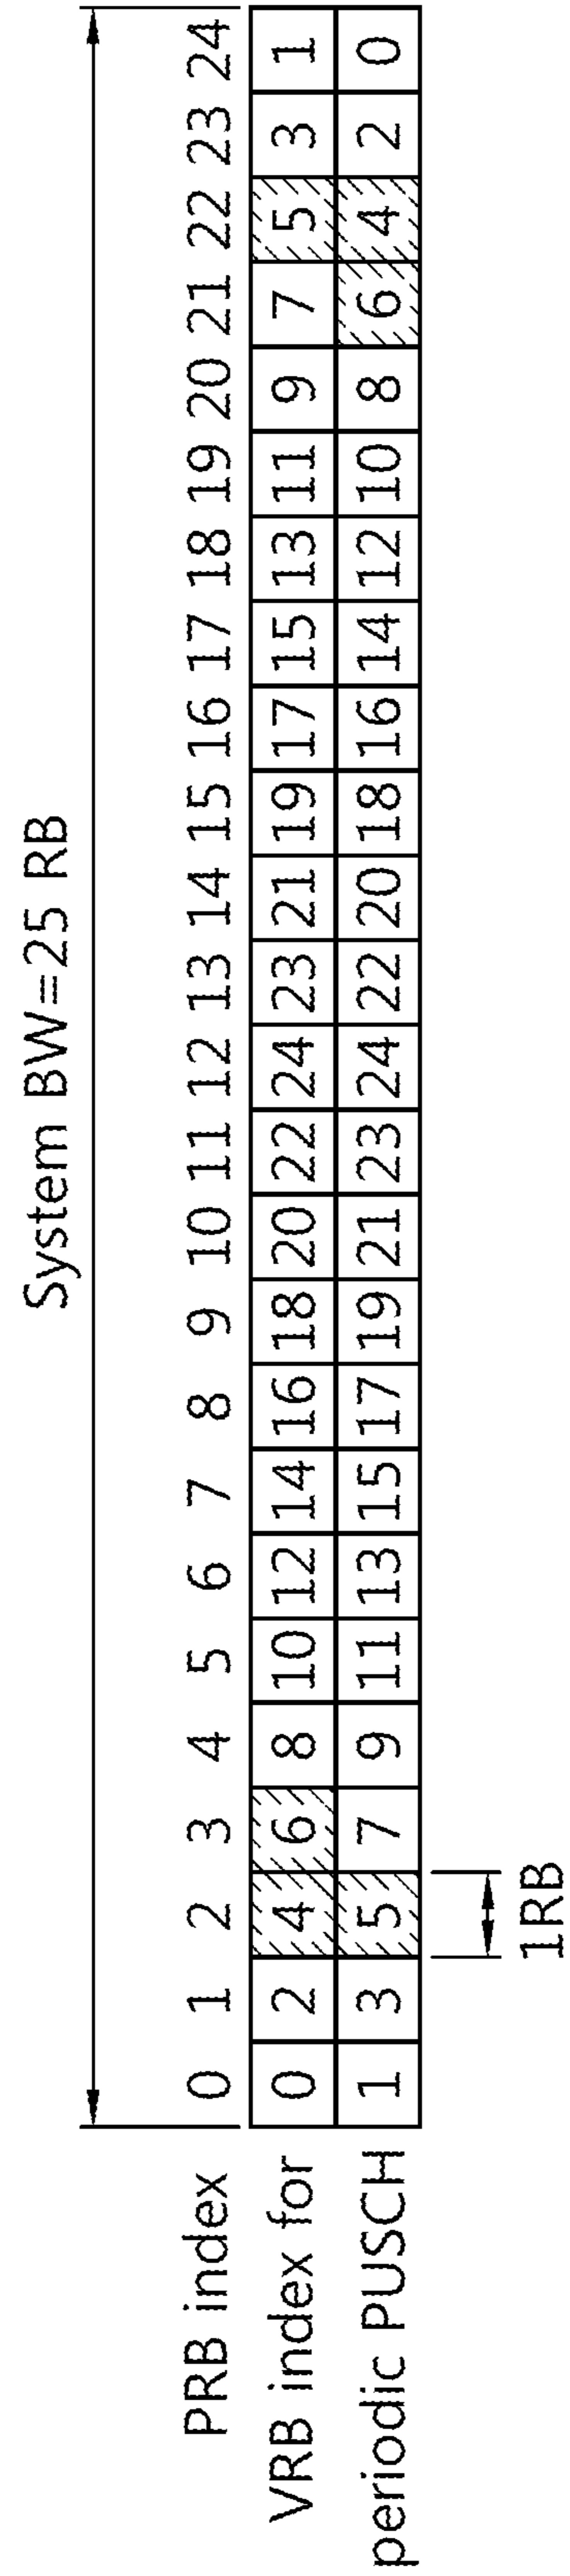 System BW=25 RB
PRB index 0 1 2 3 4 5 6 7 8 9 10 11 12 13 14 15 16 17 18 19 20 21 22 23 24
VRB index for 0 2 4 6 8 10 12 14 16 18 20 22 24 23 21 19 17 15 13 11 9 7 5 3 1
periodic PUSCH 1 3 5 7 9 11 13 15 17 19 21 23 24 22 20 18 16 14 12 10 8 6 4 2 0
1RB